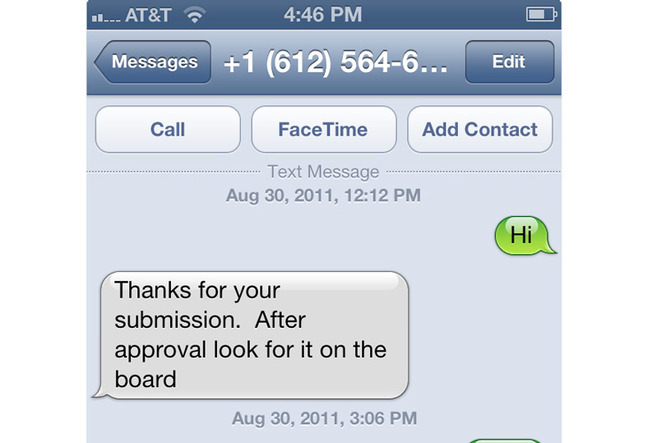 AT&T 4:46 PM
Messages +1 (612) 564-6... Edit
Call FaceTime Add Contact
Text Message
Aug 30, 2011, 12:12 PM
Hi
Thanks for your
submission. After
approval look for it on the
board
Aug 30, 2011, 3:06 PM